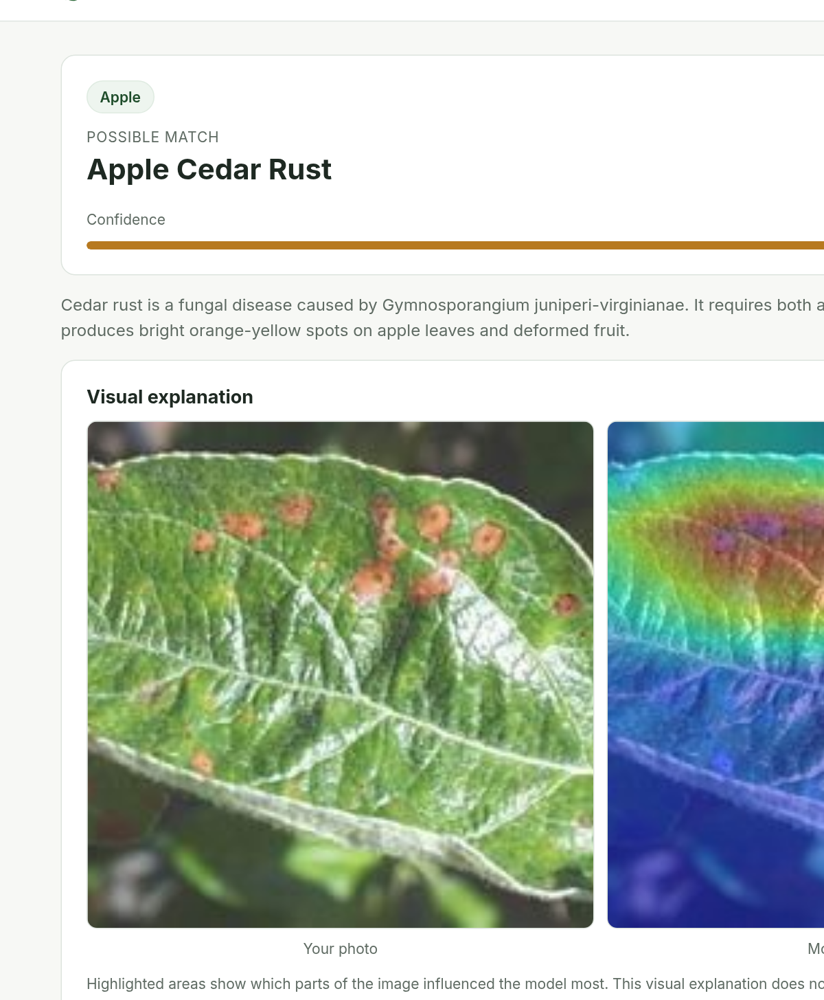 Apple
POSSIBLE MATCH
Apple Cedar Rust
Confidence
Cedar rust is a fungal disease caused by Gymnosporangium juniperi-virginianae. It requires both a
produces bright orange-yellow spots on apple leaves and deformed fruit.
Visual explanation
Your photo
Highlighted areas show which parts of the image influenced the model most. This visual explanation does